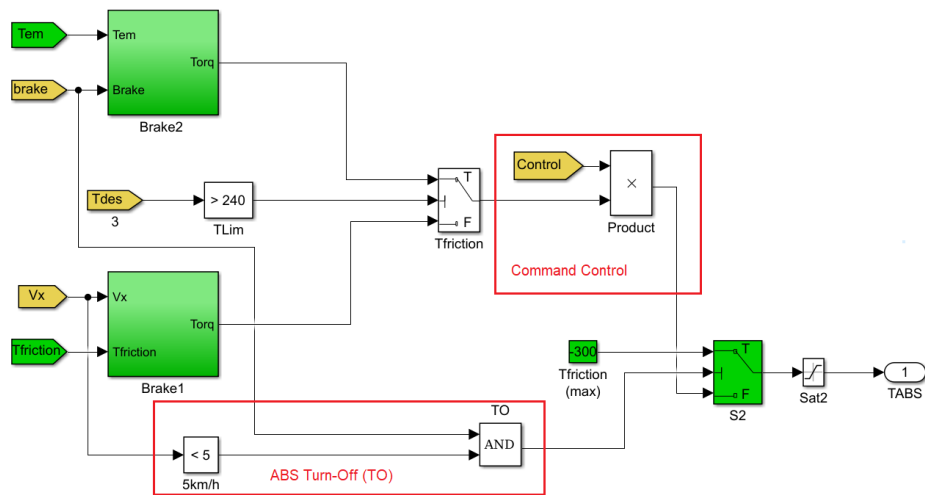 Tem
Tem
Torq
brake
Brake
Brake2
Control
×
Tdes
3
> 240
TLim
T
F
Tfriction
Product
Command Control
Vx
Vx
Torq
Tfriction
Tfriction
Brake1
-300
Tfriction
(max)
T
F
S2
Sat2
1
TABS
TO
AND
< 5
5km/h
ABS Turn-Off (TO)